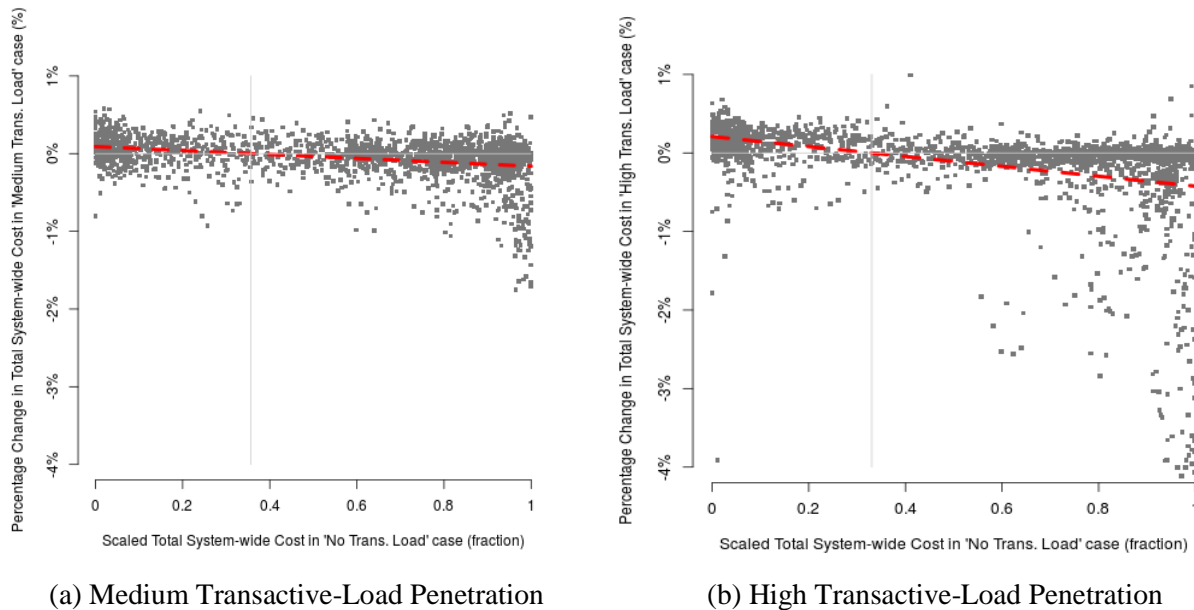 Percentage Change in Total System-wide Cost in 'Medium Trans. Load' case (%)
1%
0%
-1%
-2%
-3%
-4%
0 0.2 0.4 0.6 0.8 1
Scaled Total System-wide Cost in 'No Trans. Load' case (fraction)
(a) Medium Transactive-Load Penetration
Percentage Change in Total System-wide Cost in 'High Trans. Load' case (%)
1%
0%
-1%
-2%
-3%
-4%
0 0.2 0.4 0.6 0.8 1
Scaled Total System-wide Cost in 'No Trans. Load' case (fraction)
(b) High Transactive-Load Penetration